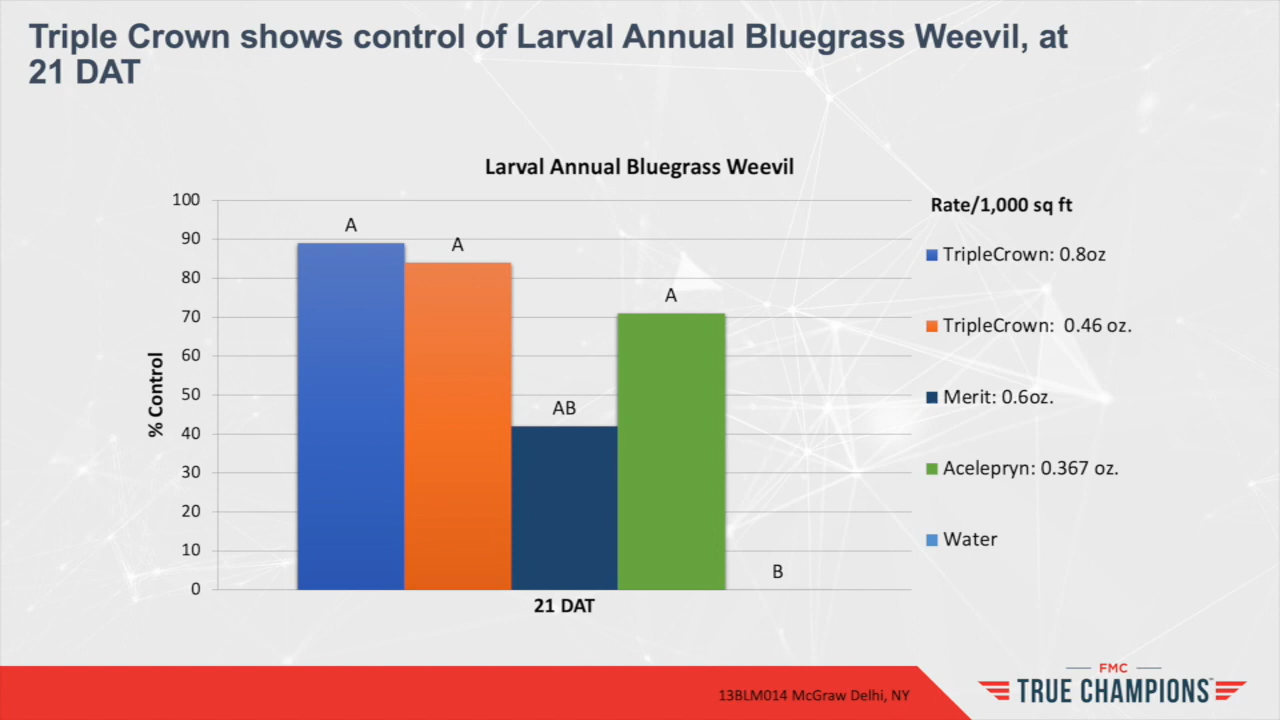 Triple Crown shows control of Larval Annual Bluegrass Weevil, at
21 DAT
Larval Annual Bluegrass Weevil
% Control
100
90
80
70
60
50
40
30
20
10
0
A
A
AB
A
B
21 DAT
Rate/1,000 sq ft
TripleCrown: 0.8oz
TripleCrown: 0.46 oz.
Merit: 0.6oz.
Acelepryn: 0.367 oz.
Water
13BLM014 McGraw Delhi, NY
FMC
TRUE CHAMPIONS™